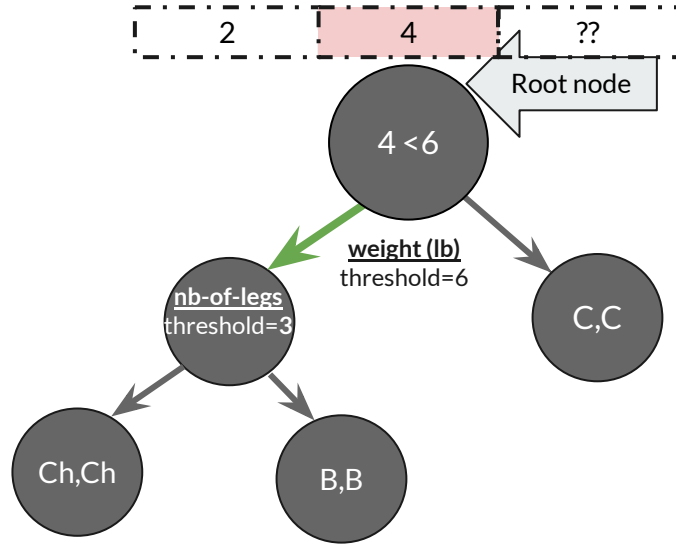 2 4 ??
Root node
4 <6
weight (lb)
threshold=6
nb-of-legs
threshold=3
C,C
Ch,Ch
B,B